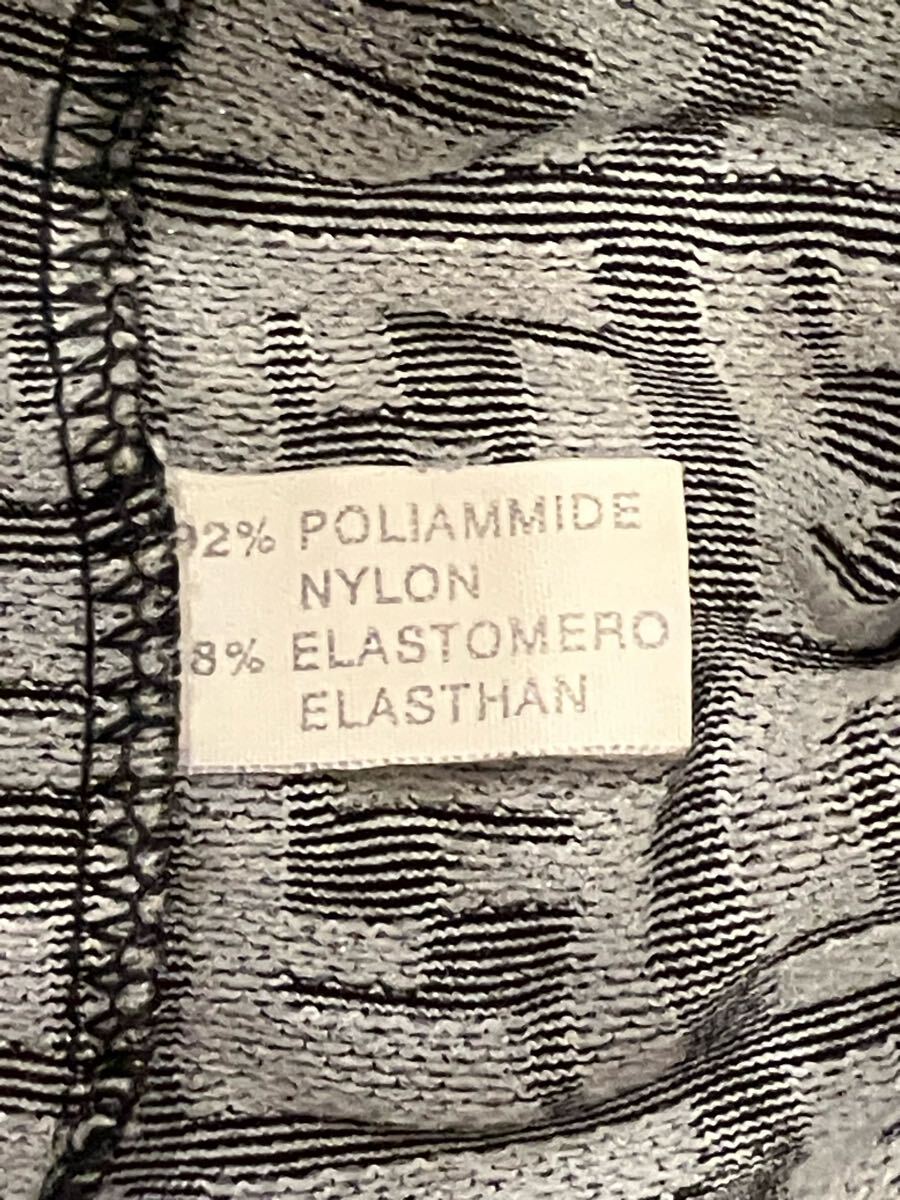 92% POLIAMMIDE
NYLON
8% ELASTOMERO
ELASTHAN